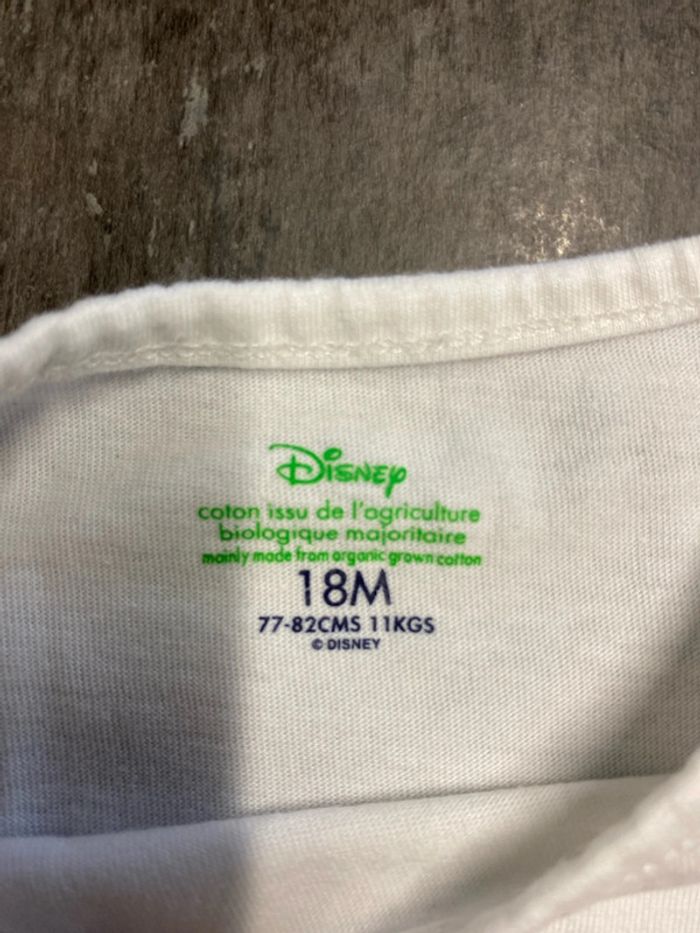 Disney
coton issu de l'agriculture
biologique majoritaire
mainly made from organic grown cotton
18M
77-82CMS 11KGS
© DISNEY